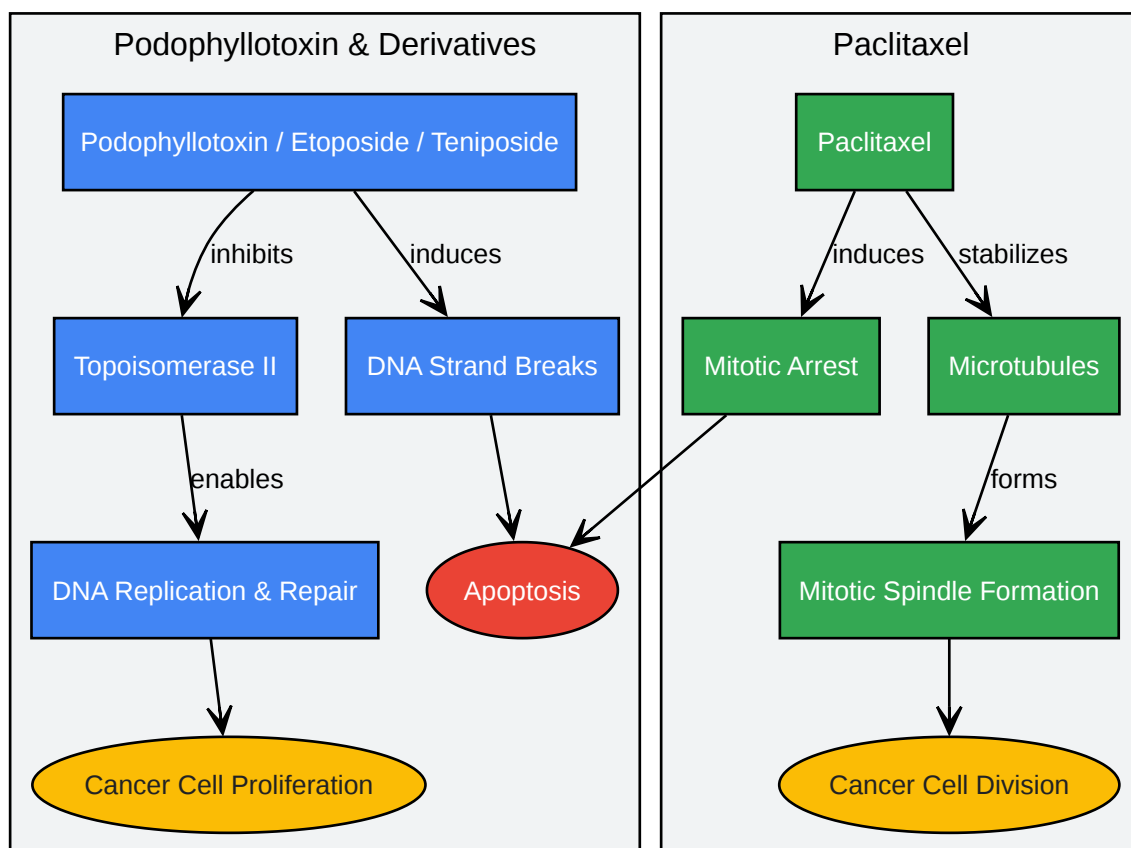 Podophyllotoxin & Derivatives
Podophyllotoxin / Etoposide / Teniposide
inhibits
induces
Topoisomerase II
DNA Strand Breaks
enables
DNA Replication & Repair
Apoptosis
Cancer Cell Proliferation
Paclitaxel
Paclitaxel
induces
stabilizes
Mitotic Arrest
Microtubules
forms
Mitotic Spindle Formation
Cancer Cell Division